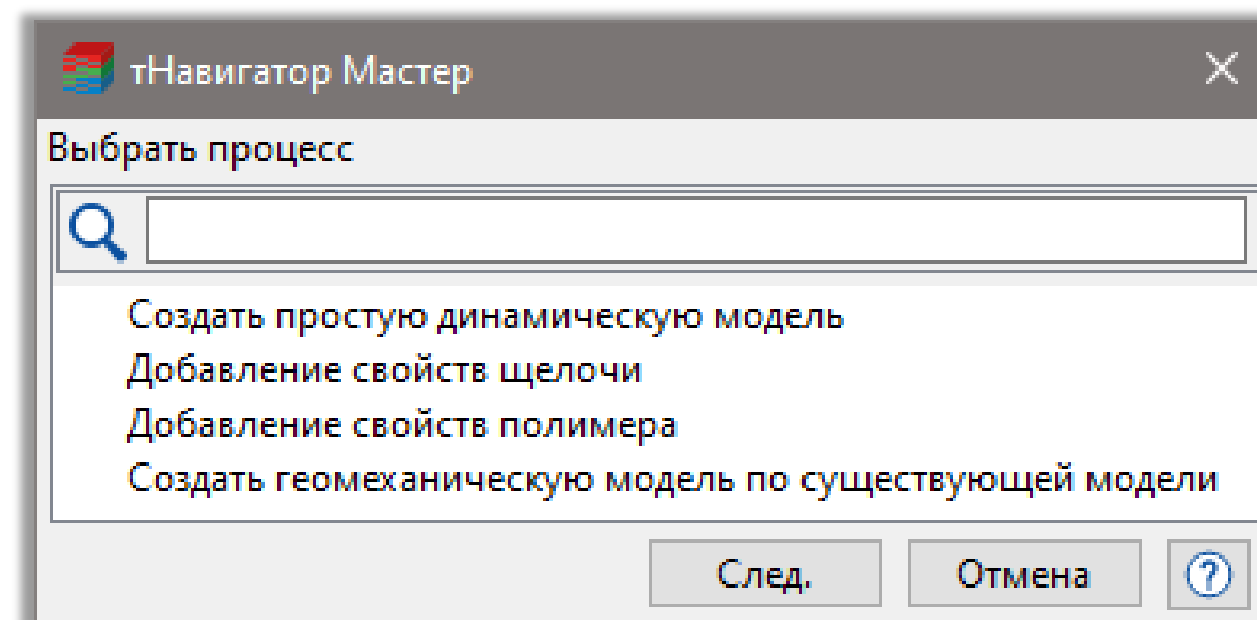 тНавигатор Мастер
Выбрать процесс
Создать простую динамическую модель
Добавление свойств щелочи
Добавление свойств полимера
Создать геомеханическую модель по существующей модели
След. Отмена ?